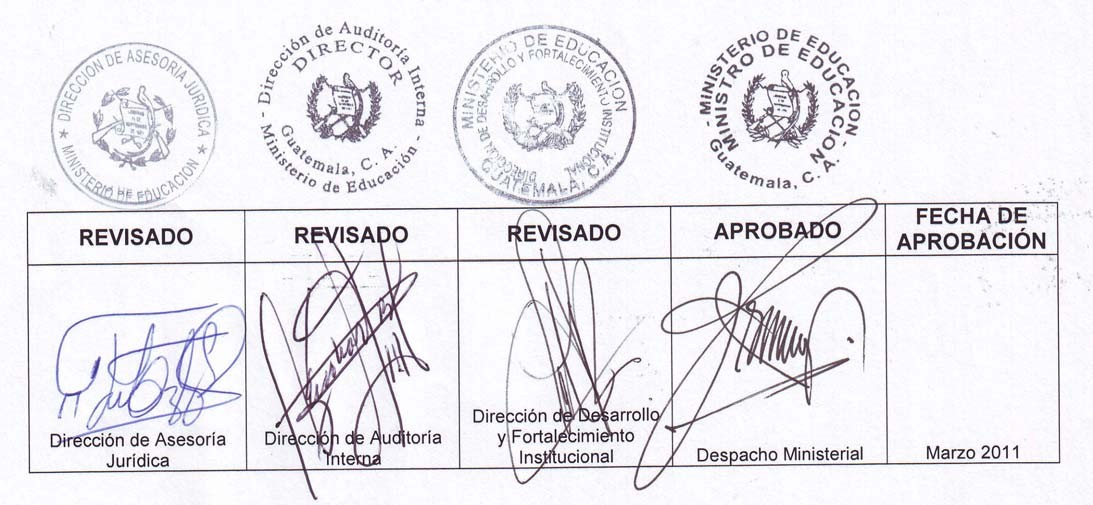 DIRECCION DE ASESORIA JURIDICA
★ MINISTERIO DE EDUCACION ★
- Dirección de Auditoría Interna -
DIRECTOR
Guatemala, C. A.
Ministerio de Educación
MINISTERIO DE EDUCACION
DIRECCION DE DESARROLLO Y FORTALECIMIENTO INSTITUCIONAL
GUATEMALA, C. A.
- MINISTERIO DE EDUCACION -
MINISTRO DE EDUCACION
Guatemala, C. A.
REVISADO
REVISADO
REVISADO
APROBADO
FECHA DE
APROBACIÓN
Dirección de Asesoría
Jurídica
Dirección de Auditoría
Interna
Dirección de Desarrollo
y Fortalecimiento
Institucional
Despacho Ministerial
Marzo 2011